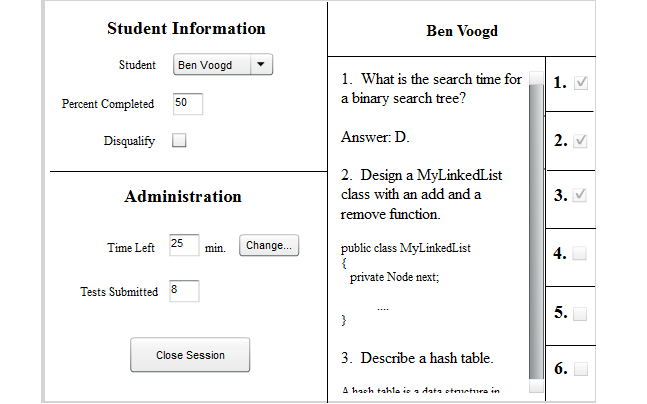 Student Information
Student Ben Voogd
Percent Completed 50
Disqualify
Administration
Time Left 25 min. Change...
Tests Submitted 8
Close Session
Ben Voogd
1. What is the search time for
a binary search tree?
Answer: D.
2. Design a MyLinkedList
class with an add and a
remove function.
public class MyLinkedList
{
private Node next;
....
}
3. Describe a hash table.
A hash table is a data structure in
1.
2.
3.
4.
5.
6.